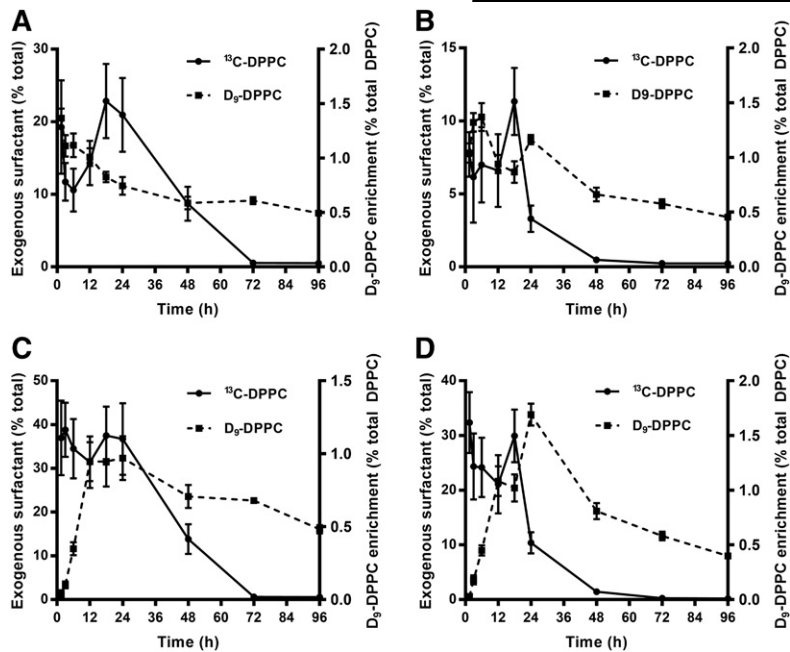 A
Exogenous surfactant (% total)
30
20
10
0
¹³C-DPPC
D₉-DPPC
2.0
1.5
1.0
0.5
0.0
D₉-DPPC enrichment (% total DPPC)
0 12 24 36 48 60 72 84 96
Time (h)
B
Exogenous surfactant (% total)
15
10
5
0
¹³C-DPPC
D9-DPPC
2.0
1.5
1.0
0.5
0.0
D₉-DPPC enrichment (% total DPPC)
0 12 24 36 48 60 72 84 96
Time (h)
C
Exogenous surfactant (% total)
50
40
30
20
10
0
¹³C-DPPC
D₉-DPPC
1.5
1.0
0.5
0.0
D₉-DPPC enrichment (% total DPPC)
0 12 24 36 48 60 72 84 96
Time (h)
D
Exogenous surfactant (% total)
40
30
20
10
0
¹³C-DPPC
D₉-DPPC
2.0
1.5
1.0
0.5
0.0
D₉-DPPC enrichment (% total DPPC)
0 12 24 36 48 60 72 84 96
Time (h)